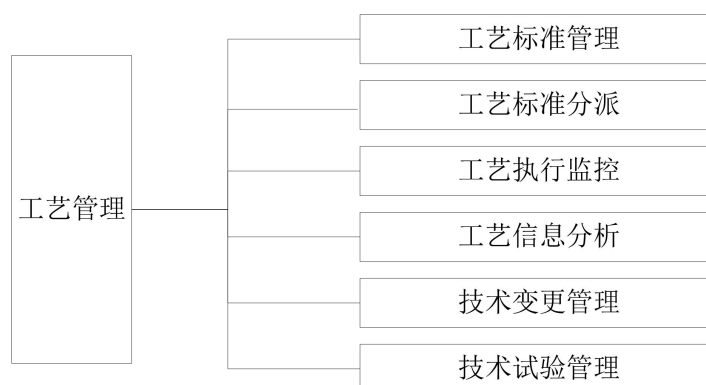 工艺标准管理
工艺标准分派
工艺执行监控
工艺管理
工艺信息分析
技术变更管理
技术试验管理